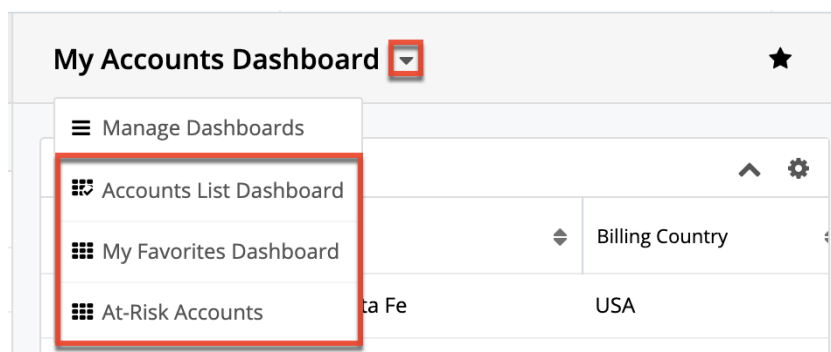 My Accounts Dashboard
Manage Dashboards
Accounts List Dashboard
Billing Country
My Favorites Dashboard
At-Risk Accounts
ta Fe
USA